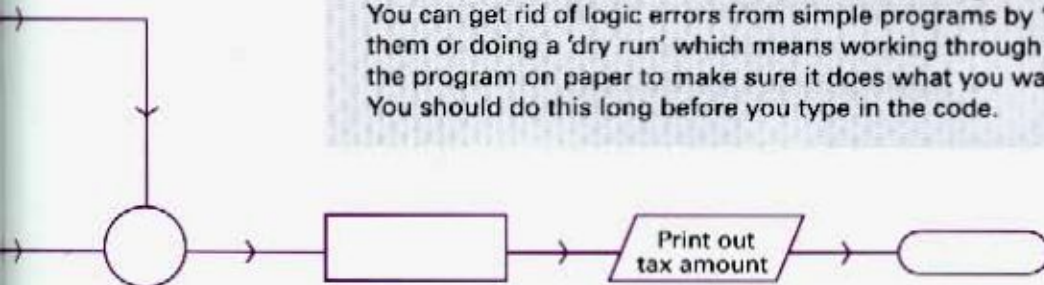 You can get rid of logic errors from simple programs by '
them or doing a 'dry run' which means working through
the program on paper to make sure it does what you wa
You should do this long before you type in the code.
Print out
tax amount